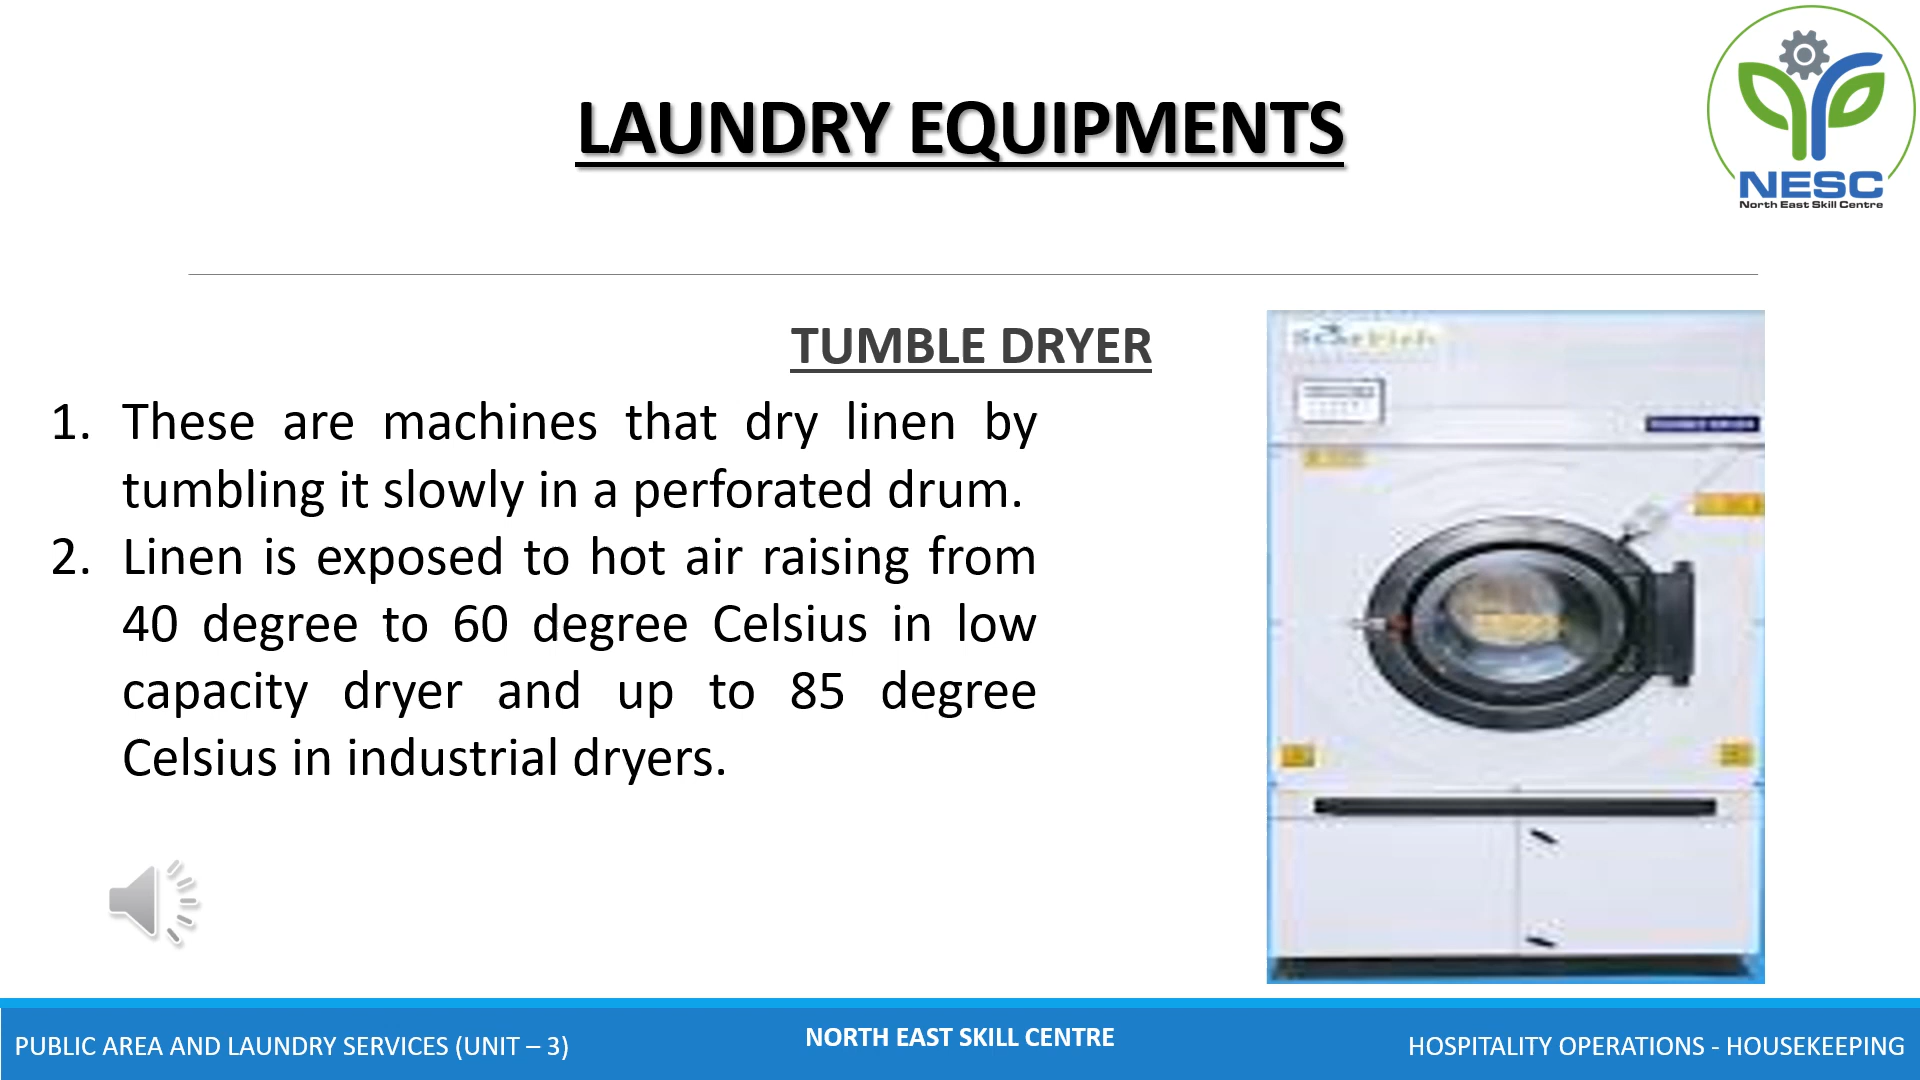 LAUNDRY EQUIPMENTS
NESC
North East Skill Centre
TUMBLE DRYER
1. These are machines that dry linen by
tumbling it slowly in a perforated drum.
2. Linen is exposed to hot air raising from
40 degree to 60 degree Celsius in low
capacity dryer and up to 85 degree
Celsius in industrial dryers.
PUBLIC AREA AND LAUNDRY SERVICES (UNIT – 3)
NORTH EAST SKILL CENTRE
HOSPITALITY OPERATIONS - HOUSEKEEPING